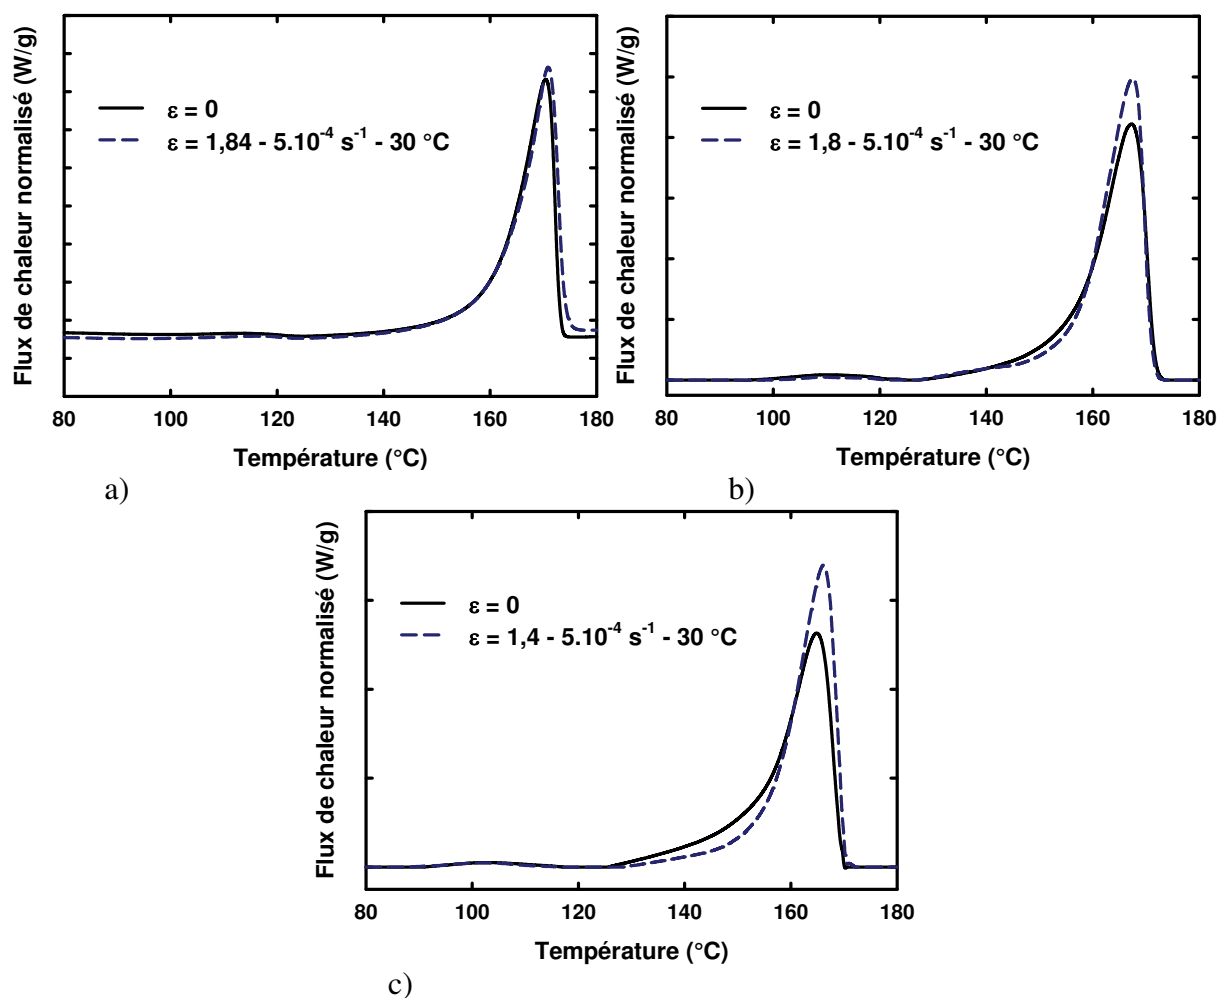 Flux de chaleur normalisé (W/g)
ε = 0
ε = 1,84 - 5.10⁻⁴ s⁻¹ - 30 °C
80 100 120 140 160 180
Température (°C)
a)
Flux de chaleur normalisé (W/g)
ε = 0
ε = 1,8 - 5.10⁻⁴ s⁻¹ - 30 °C
80 100 120 140 160 180
Température (°C)
b)
Flux de chaleur normalisé (W/g)
ε = 0
ε = 1,4 - 5.10⁻⁴ s⁻¹ - 30 °C
80 100 120 140 160 180
Température (°C)
c)